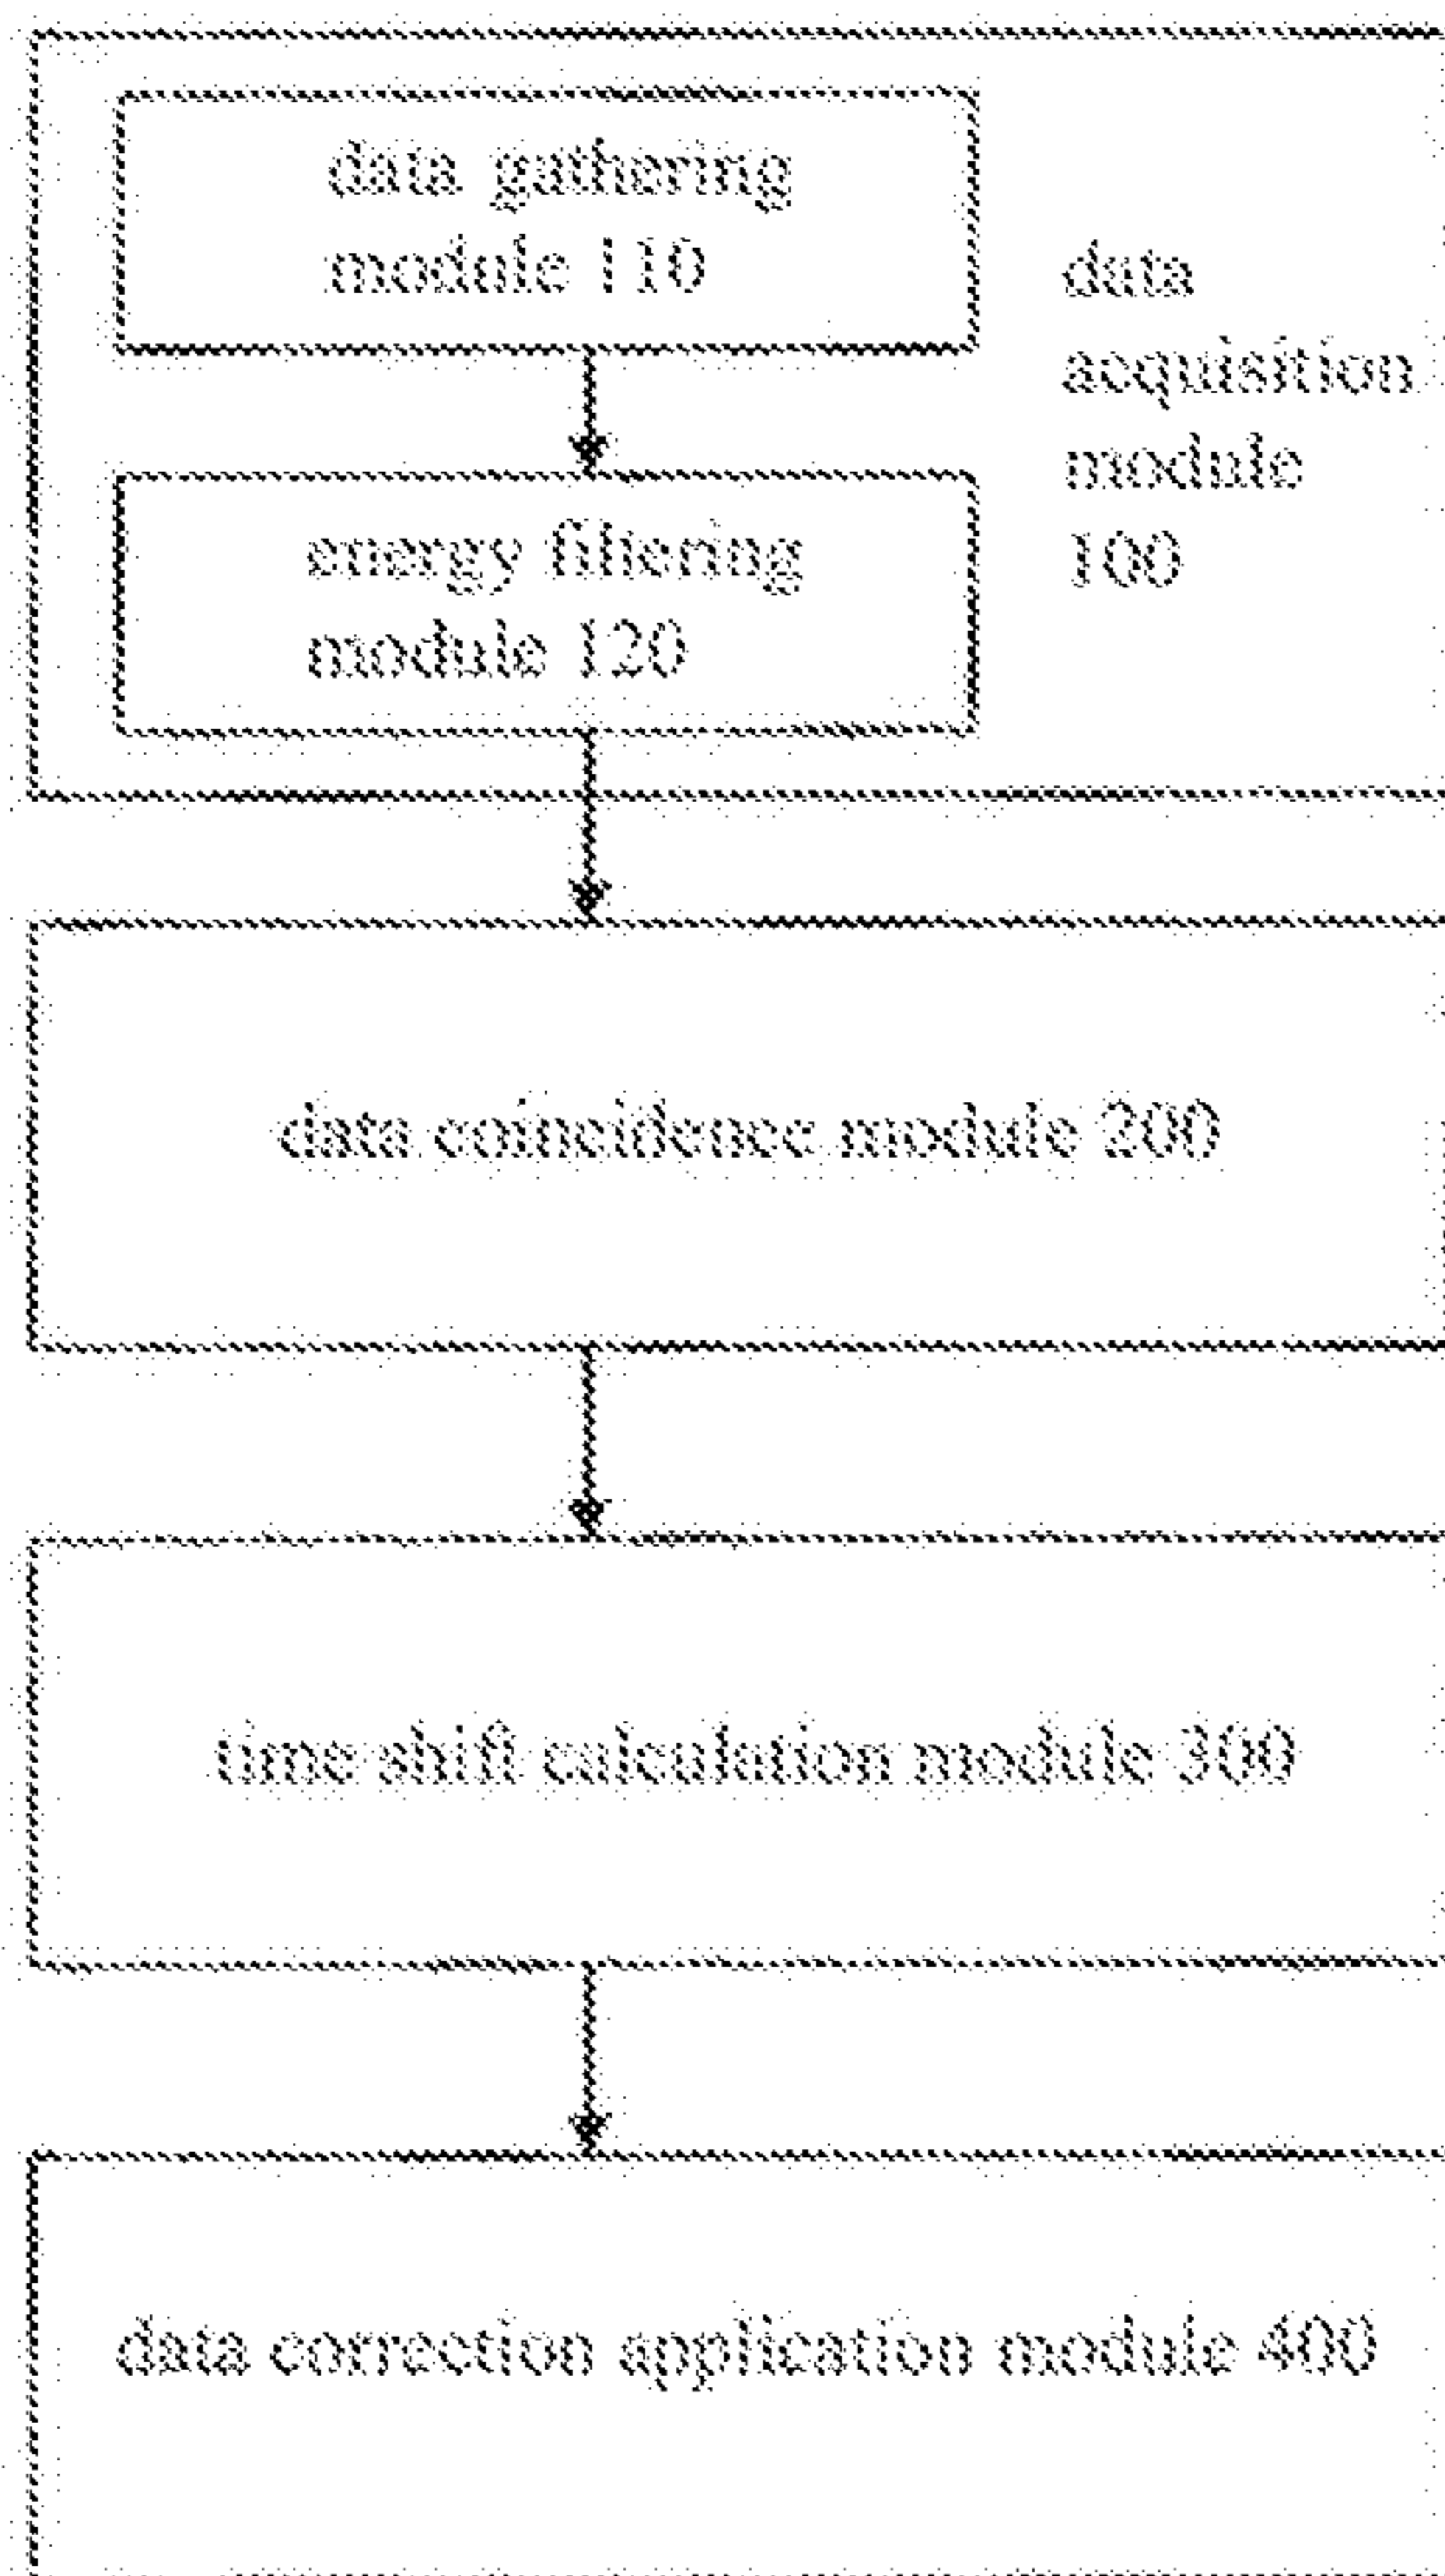 data gathering
module 110
data
acquisition
module
100
energy filtering
module 120
data coincidence module 200
time shift calculation module 300
data correction application module 400